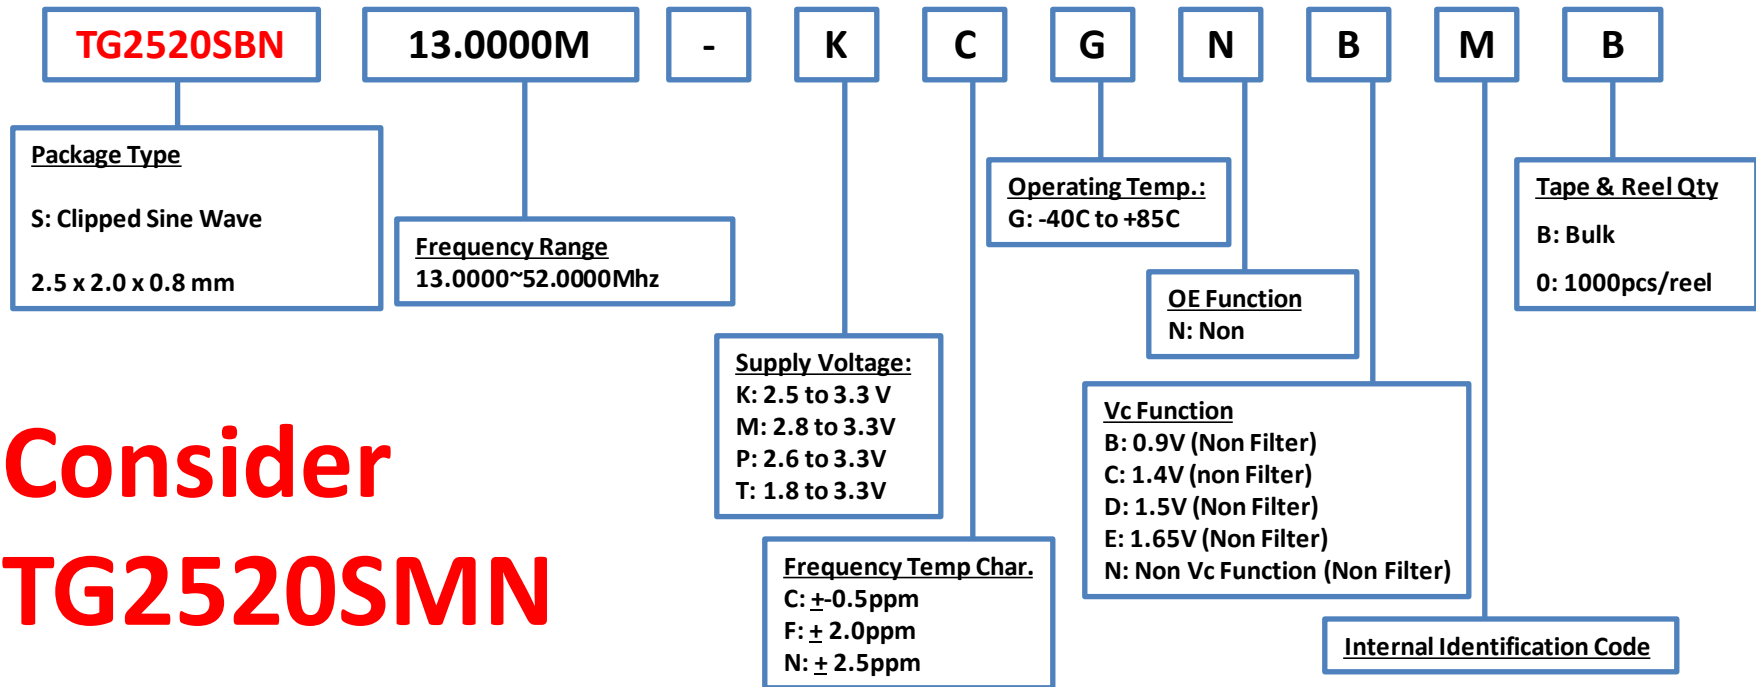 TG2520SBN 13.0000M - K C G N B M B
Package Type
S: Clipped Sine Wave
2.5 x 2.0 x 0.8 mm
Frequency Range
13.0000~52.0000Mhz
Operating Temp.:
G: -40C to +85C
Tape & Reel Qty
B: Bulk
0: 1000pcs/reel
OE Function
N: Non
Supply Voltage:
K: 2.5 to 3.3 V
M: 2.8 to 3.3V
P: 2.6 to 3.3V
T: 1.8 to 3.3V
Vc Function
B: 0.9V (Non Filter)
C: 1.4V (non Filter)
D: 1.5V (Non Filter)
E: 1.65V (Non Filter)
N: Non Vc Function (Non Filter)
Consider
TG2520SMN
Frequency Temp Char.
C: +-0.5ppm
F: + 2.0ppm
N: + 2.5ppm
Internal Identification Code